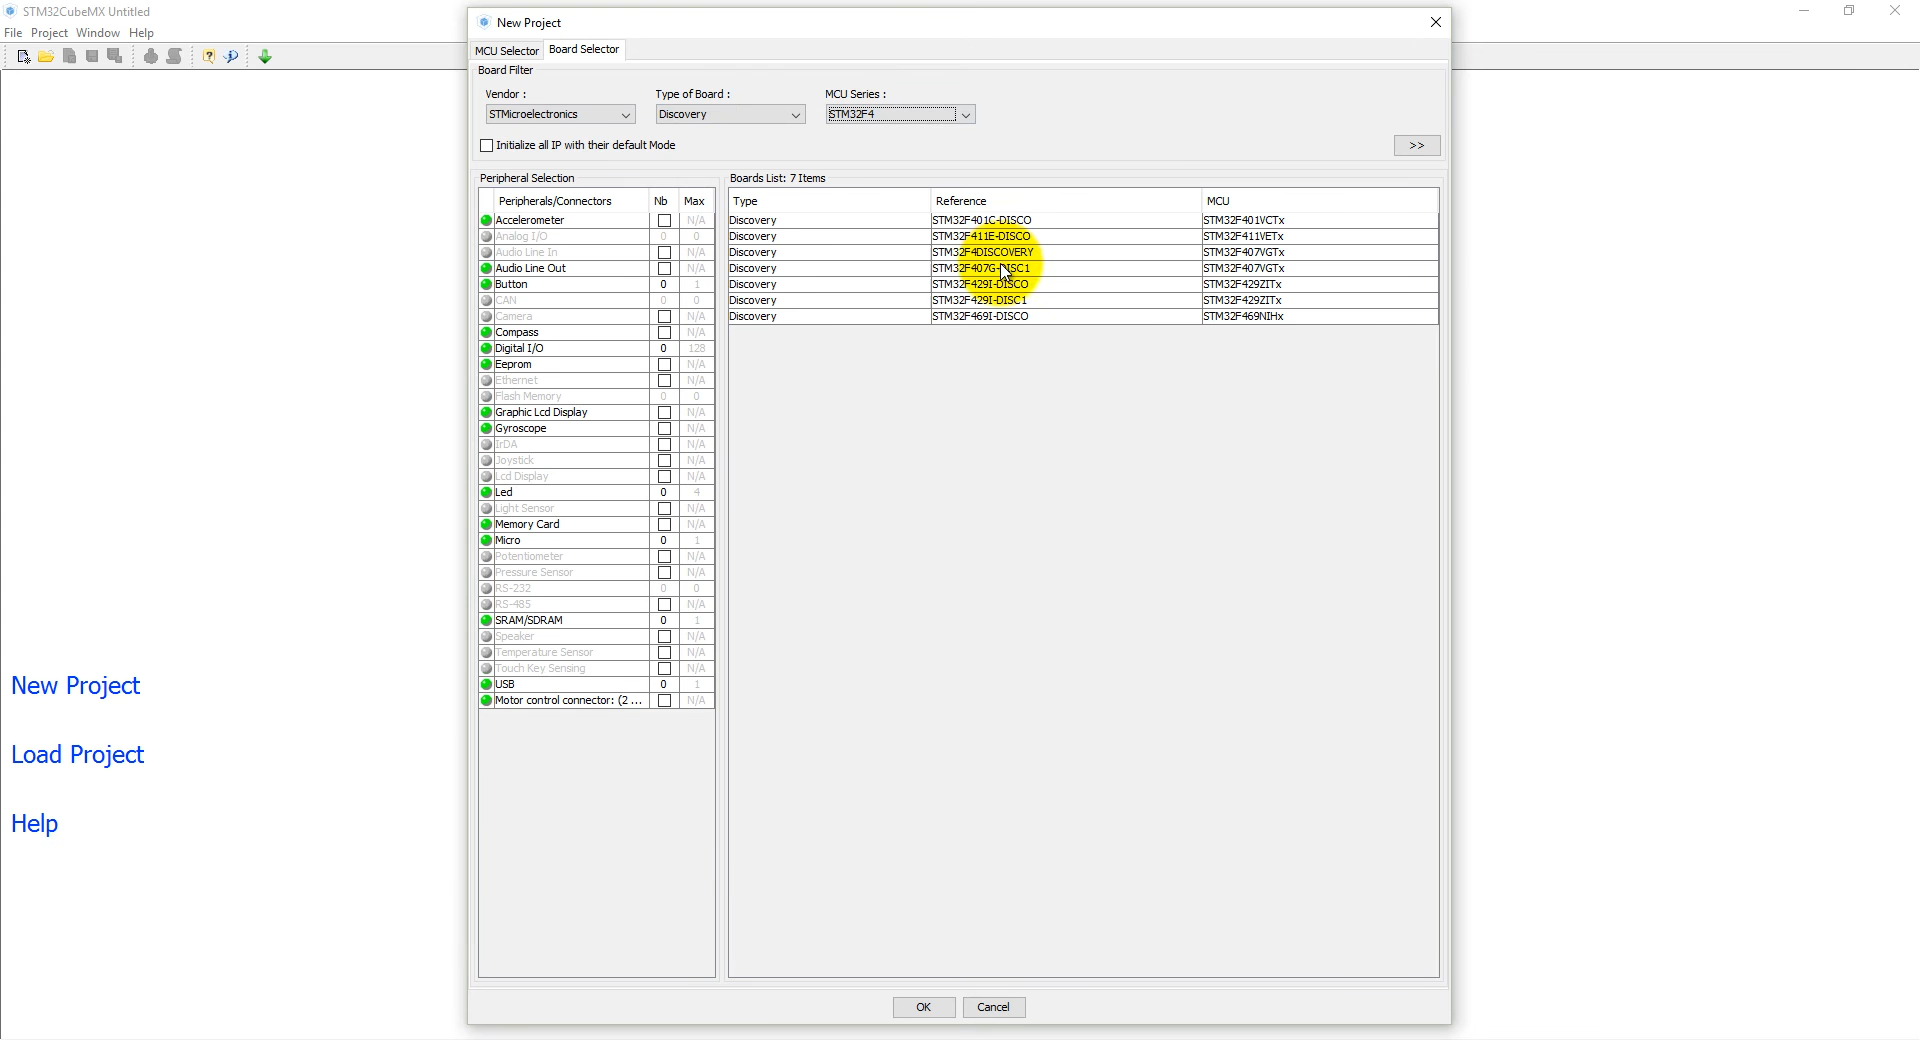 STM32CubeMX Untitled
File Project Window Help
New Project
MCU Selector Board Selector
Board Filter
Vendor : Type of Board : MCU Series :
STMicroelectronics Discovery STM32F4
Initialize all IP with their default Mode >>
Peripheral Selection
Peripherals/Connectors Nb Max
Accelerometer N/A
Analog I/O 0 0
Audio Line In N/A
Audio Line Out N/A
Button 0 1
CAN 0 0
Camera N/A
Compass N/A
Digital I/O 0 128
Eeprom N/A
Ethernet N/A
Flash Memory 0 0
Graphic Lcd Display N/A
Gyroscope N/A
IrDA N/A
Joystick N/A
Lcd Display N/A
Led 0 4
Light Sensor N/A
Memory Card N/A
Micro 0 1
Potentiometer N/A
Pressure Sensor N/A
RS-232 0 0
RS-485 N/A
SRAM/SDRAM 0 1
Speaker N/A
Temperature Sensor N/A
Touch Key Sensing N/A
USB 0 1
Motor control connector: (2 ... N/A
Boards List: 7 Items
Type Reference MCU
Discovery STM32F401C-DISCO STM32F401VCTx
Discovery STM32F411E-DISCO STM32F411VETx
Discovery STM32F4DISCOVERY STM32F407VGTx
Discovery STM32F407G-DISC1 STM32F407VGTx
Discovery STM32F429I-DISCO STM32F429ZITx
Discovery STM32F429I-DISC1 STM32F429ZITx
Discovery STM32F469I-DISCO STM32F469NIHx
OK Cancel
New Project
Load Project
Help